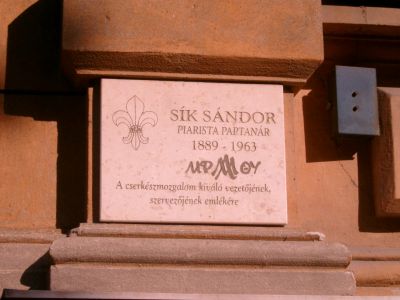 SÍK SÁNDOR
PIARISTA PAPTANÁR
1889 - 1963
A cserkészmozgalom kiváló vezetőjének,
szervezőjének emlékére